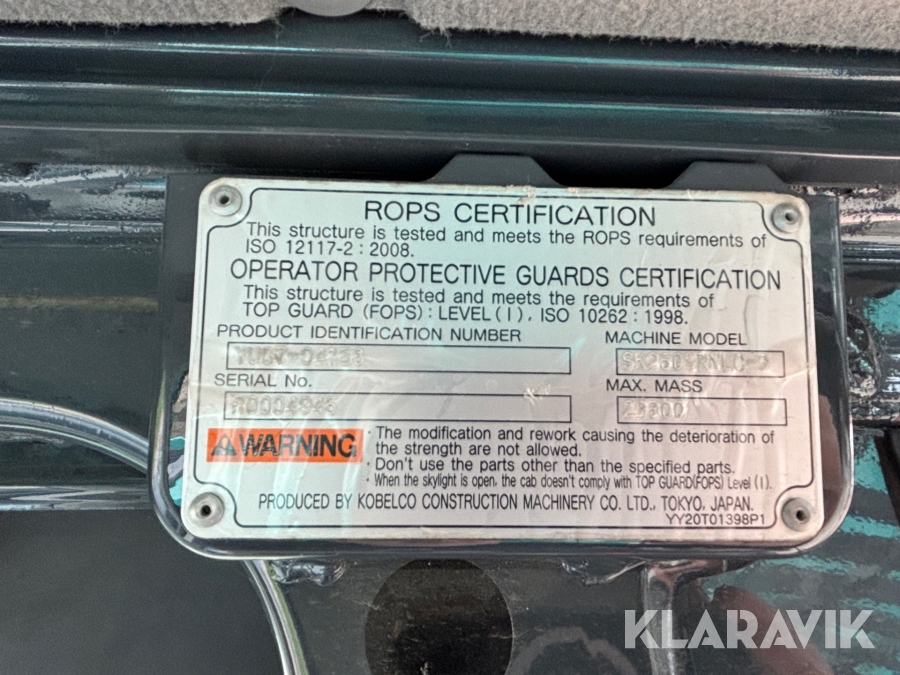 ROPS CERTIFICATION
This structure is tested and meets the ROPS requirements of
ISO 12117-2 : 2008.
OPERATOR PROTECTIVE GUARDS CERTIFICATION
This structure is tested and meets the requirements of
TOP GUARD (FOPS) : LEVEL (I), ISO 10262 : 1998.
PRODUCT IDENTIFICATION NUMBER
MACHINE MODEL
SERIAL No.
MAX. MASS
WARNING
・The modification and rework causing the deterioration of
the strength are not allowed.
・Don't use the parts other than the specified parts.
・When the skylight is open, the cab doesn't comply with TOP GUARD(FOPS) Level (I).
PRODUCED BY KOBELCO CONSTRUCTION MACHINERY CO. LTD., TOKYO, JAPAN.
YY20T01398P1
KLARAVIK